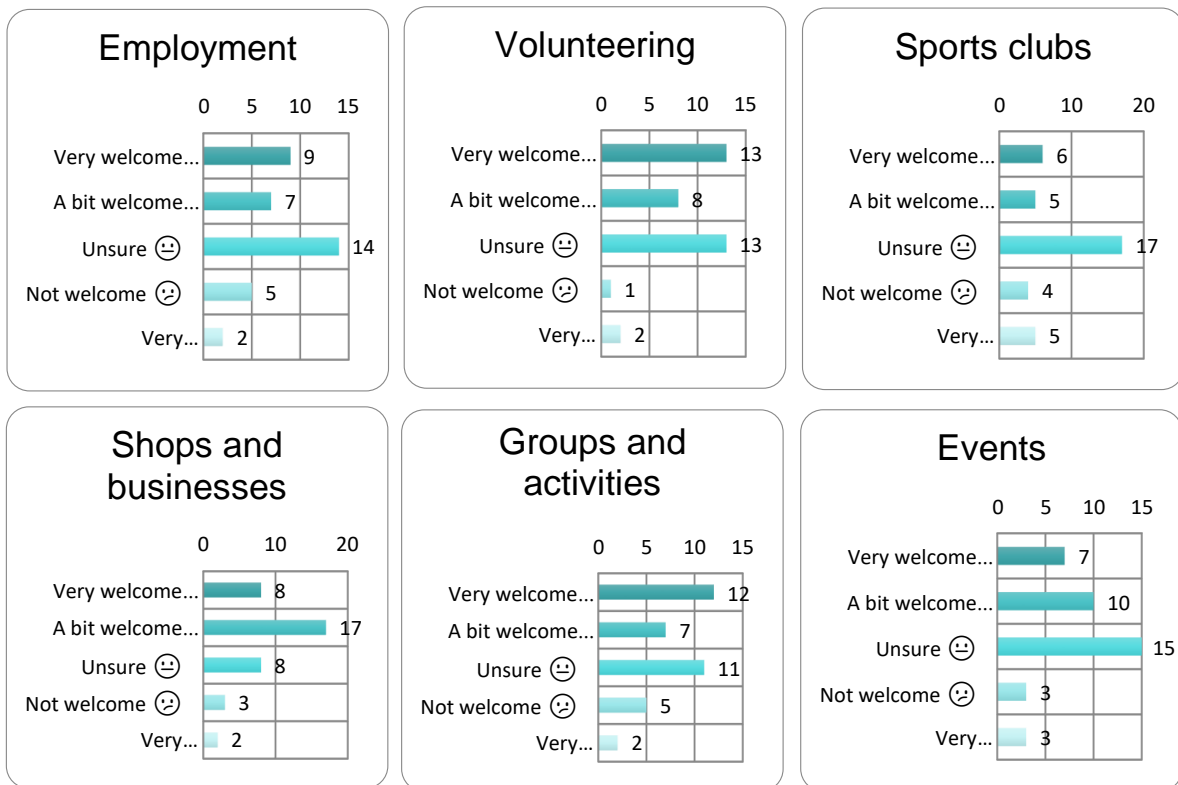 Employment
0 5 10 15
Very welcome... 9
A bit welcome... 7
Unsure 😐 14
Not welcome 🫤 5
Very... 2
Volunteering
0 5 10 15
Very welcome... 13
A bit welcome... 8
Unsure 😐 13
Not welcome 🫤 1
Very... 2
Sports clubs
0 10 20
Very welcome... 6
A bit welcome... 5
Unsure 😐 17
Not welcome 🫤 4
Very... 5
Shops and
businesses
0 10 20
Very welcome... 8
A bit welcome... 17
Unsure 😐 8
Not welcome 🫤 3
Very... 2
Groups and
activities
0 5 10 15
Very welcome... 12
A bit welcome... 7
Unsure 😐 11
Not welcome 🫤 5
Very... 2
Events
0 5 10 15
Very welcome... 7
A bit welcome... 10
Unsure 😐 15
Not welcome 🫤 3
Very... 3